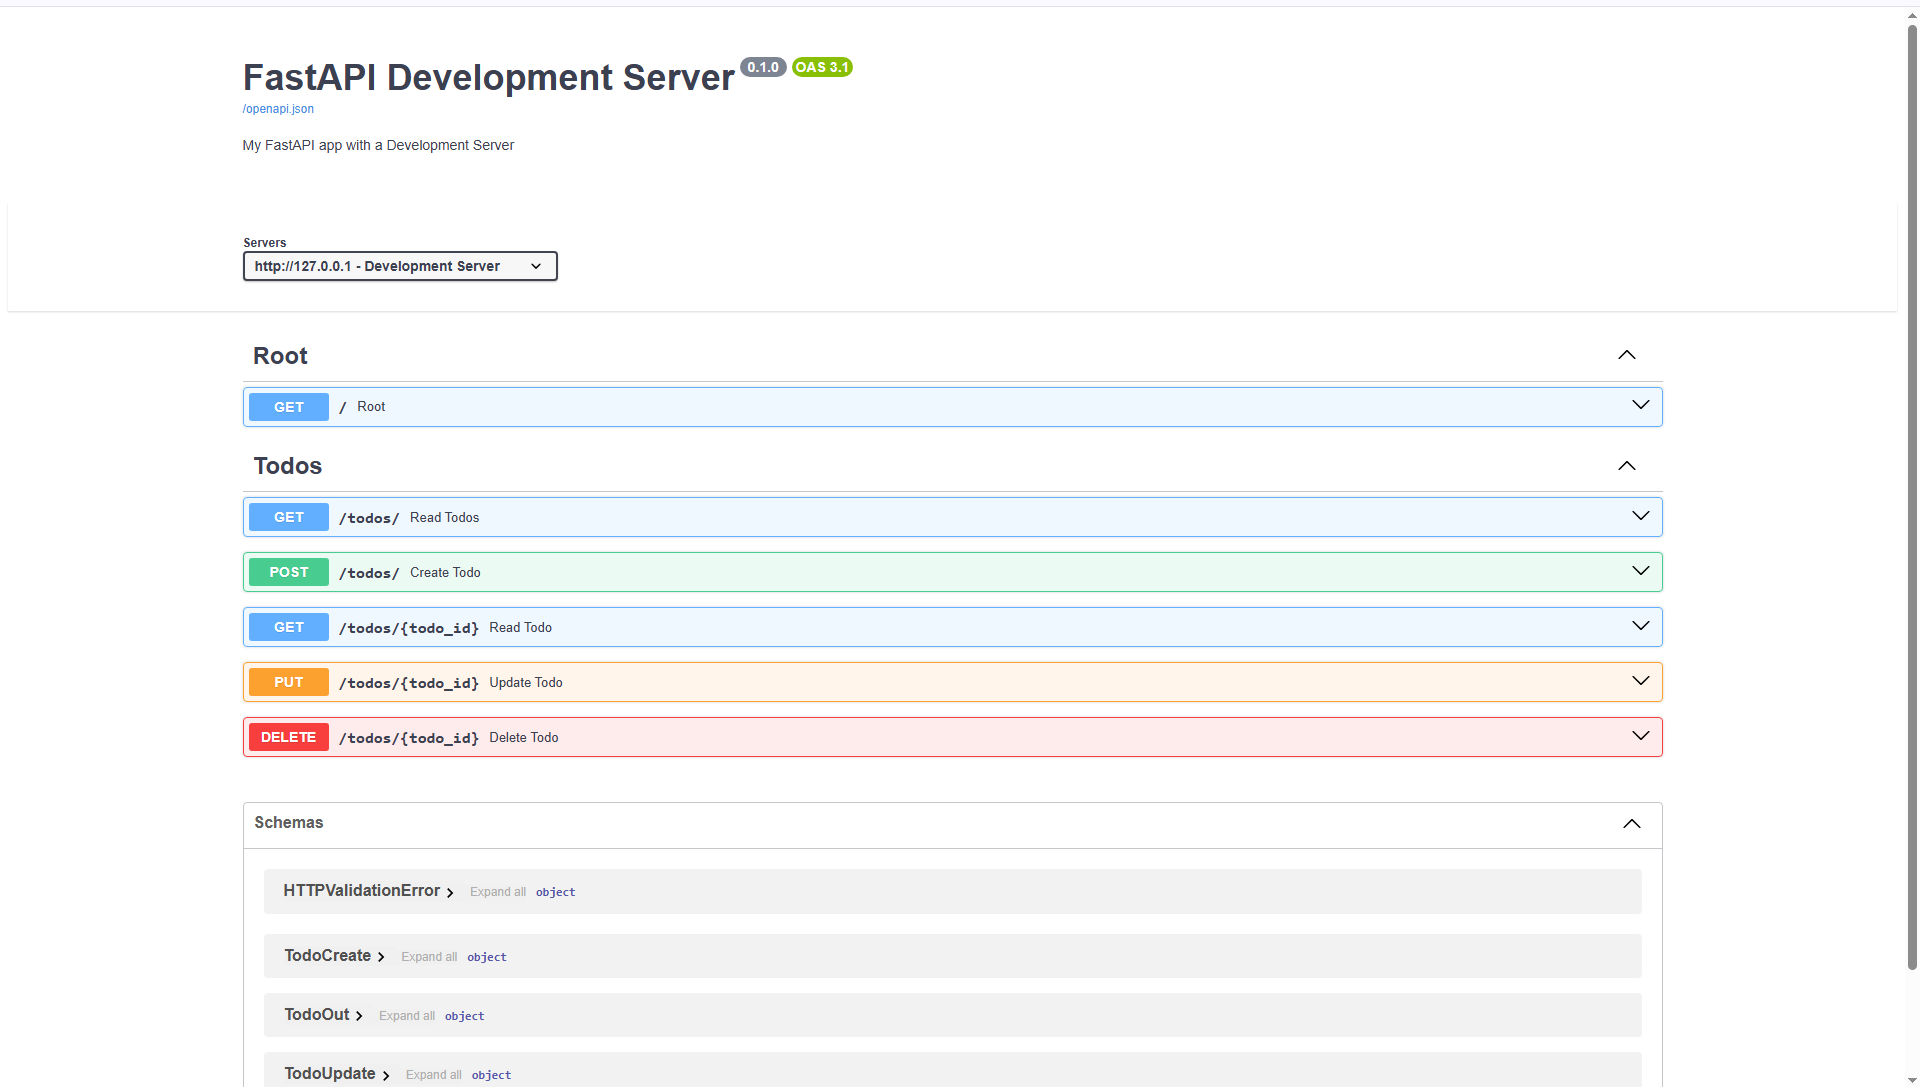 FastAPI Development Server 0.1.0 OAS 3.1
/openapi.json
My FastAPI app with a Development Server
Servers
http://127.0.0.1 - Development Server
Root
GET / Root
Todos
GET /todos/ Read Todos
POST /todos/ Create Todo
GET /todos/{todo_id} Read Todo
PUT /todos/{todo_id} Update Todo
DELETE /todos/{todo_id} Delete Todo
Schemas
HTTPValidationError Expand all object
TodoCreate Expand all object
TodoOut Expand all object
TodoUpdate Expand all object